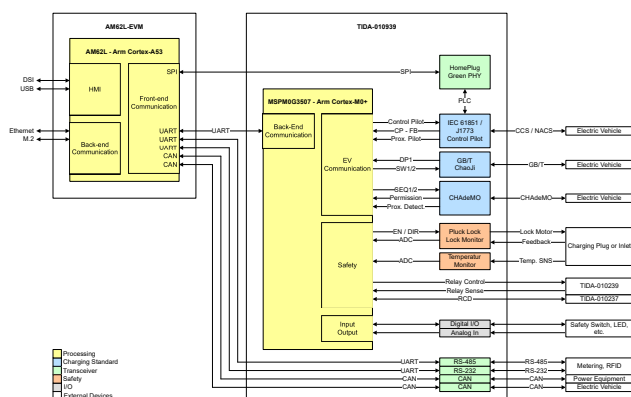 AM62L-EVM
TIDA-010939
AM62L - Arm Cortex-A53
SPI
SPI
HomePlug
Green PHY
DSI
USB
HMI
Front-end
Communication
MSPM0G3507 - Arm Cortex-M0+
PLC
Ethernet
M.2
Back-end
Communication
UART
UART
UART
CAN
CAN
UART
Back-End
Communication
EV
Communication
Control Pilot
CP - FB
Prox. Pilot
IEC 61851 /
J1773
Control Pilot
CCS / NACS
Electric Vehicle
DP1
SW1/2
GB/T
ChaoJi
GB/T
Electric Vehicle
SEQ1/2
Permission
Prox. Detect.
CHAdeMO
CHAdeMO
Electric Vehicle
Safety
EN / DIR
ADC
Pluck Lock
Lock Monitor
Lock Motor
Feedback
Charging Plug or Inlet
ADC
Temperatur
Monitor
Temp. SNS
Relay Control
Relay Sense
TIDA-010239
RCD
TIDA-010237
Input
Output
Digital I/O
Analog In
Safety Switch, LED,
etc.
UART
RS-485
RS-485
Metering, RFID
UART
RS-232
RS-232
CAN
CAN
CAN
Power Equipment
CAN
CAN
CAN
Electric Vehicle
Processing
Charging Standard
Transceiver
Safety
I/O
External Devices